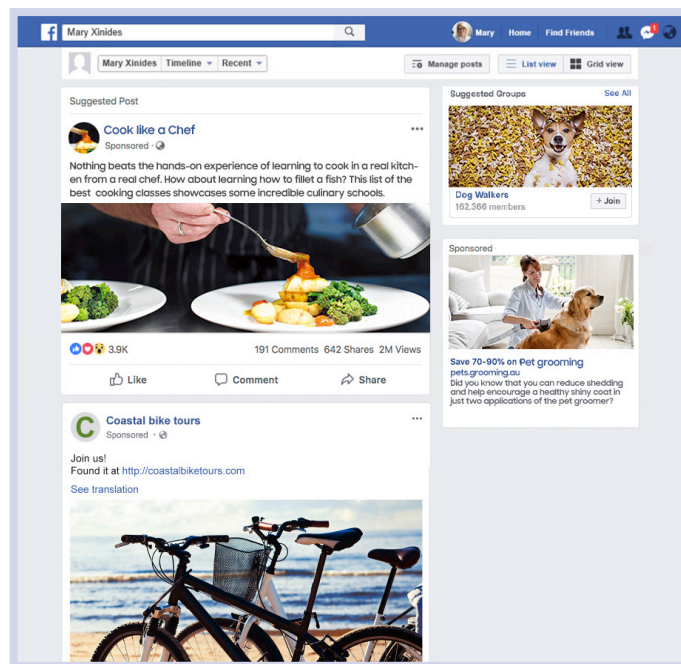 f Mary Xinides Mary Home Find Friends 1
Mary Xinides Timeline Recent Manage posts List view Grid view
Suggested Post
Cook like a Chef
Sponsored ·
Nothing beats the hands-on experience of learning to cook in a real kitch-
en from a real chef. How about learning how to fillet a fish? This list of the
best cooking classes showcases some incredible culinary schools.
3.9K 191 Comments 642 Shares 2M Views
Like Comment Share
C Coastal bike tours
Sponsored ·
Join us!
Found it at http://coastalbiketours.com
See translation
Suggested Groups See All
Dog Walkers
162.366 members
+ Join
Sponsored
Save 70-90% on Pet grooming
pets.grooming.au
Did you know that you can reduce shedding
and help encourage a healthy shiny coat in
just two applications of the pet groomer?